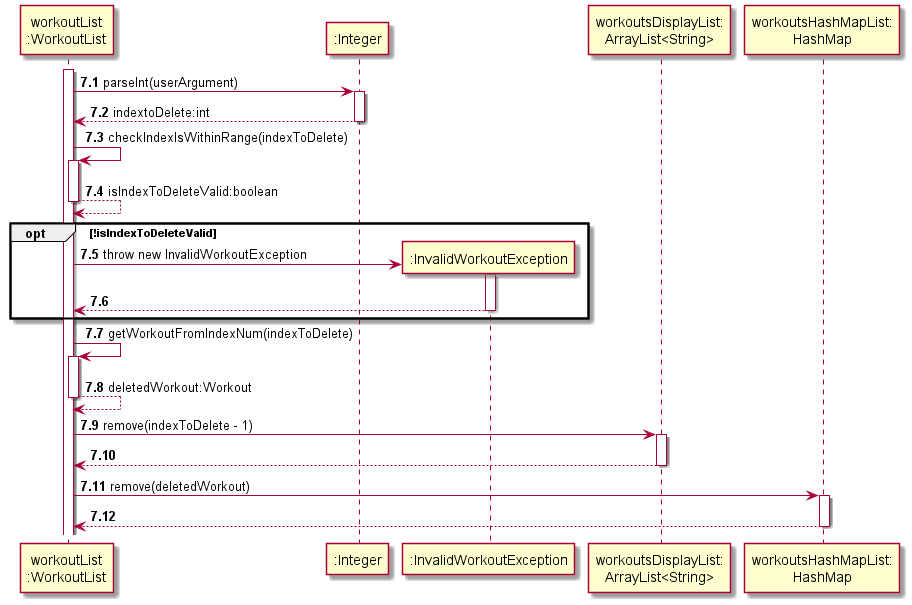 workoutList
:WorkoutList
:Integer
workoutsDisplayList:
ArrayList<String>
workoutsHashMapList:
HashMap
7.1 parseInt(userArgument)
7.2 indextoDelete:int
7.3 checkIndexIsWithinRange(indexToDelete)
7.4 isIndexToDeleteValid:boolean
opt [!isIndexToDeleteValid]
7.5 throw new InvalidWorkoutException
:InvalidWorkoutException
7.6
7.7 getWorkoutFromIndexNum(indexToDelete)
7.8 deletedWorkout:Workout
7.9 remove(indexToDelete - 1)
7.10
7.11 remove(deletedWorkout)
7.12
workoutList
:WorkoutList
:Integer
:InvalidWorkoutException
workoutsDisplayList:
ArrayList<String>
workoutsHashMapList:
HashMap